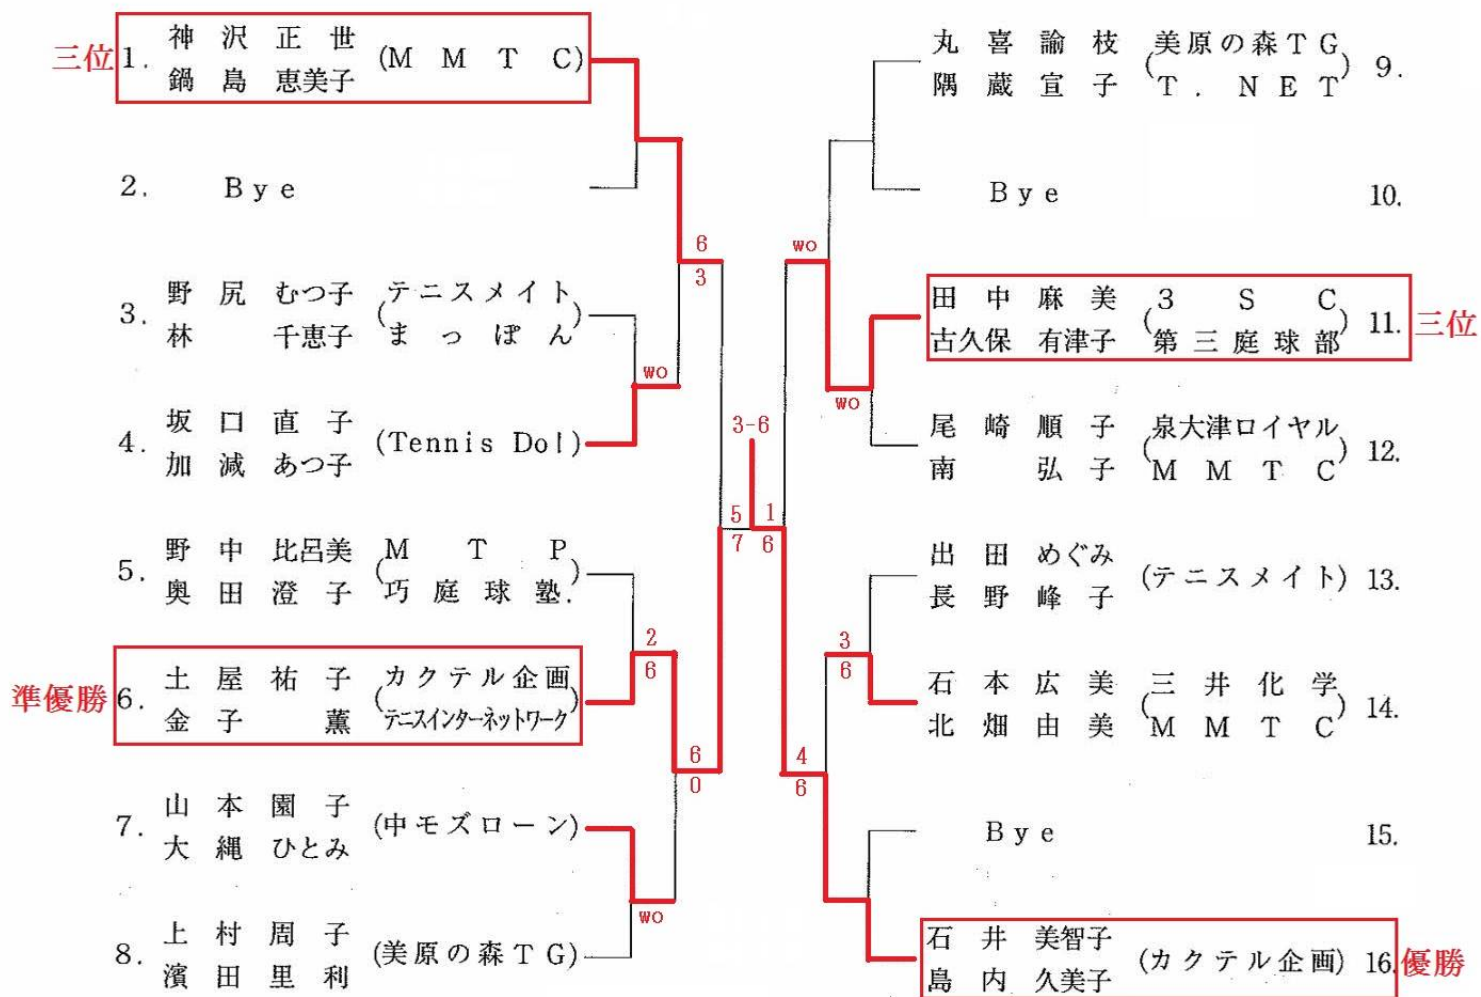 三位
1. 神沢正世 (MMTC)
鍋島恵美子
2. Bye
3. 野尻むつ子 (テニスメイト)
林千恵子 (まっぽん)
4. 坂口直子 (Tennis Do!)
加減あつ子
5. 野中比呂美 (MTP)
奥田澄子 (巧庭球塾.)
準優勝
6. 土屋祐子 (カクテル企画)
金子薫 (テニスインターネットワーク)
7. 山本園子 (中モズローン)
大縄ひとみ
8. 上村周子 (美原の森TG)
濱田里利
6
3
wo
2
6
6
0
wo
5
7
3-6
1
6
wo
wo
3
6
4
6
丸喜諭枝 (美原の森TG) 9.
隅蔵宣子 (T.NET)
Bye 10.
田中麻美 (3SC) 11.
古久保有津子 (第三庭球部)
三位
尾崎順子 (泉大津ロイヤル) 12.
南弘子 (MMTC)
出田めぐみ (テニスメイト) 13.
長野峰子
石本広美 (三井化学) 14.
北畑由美 (MMTC)
Bye 15.
石井美智子 (カクテル企画) 16.
島内久美子
優勝